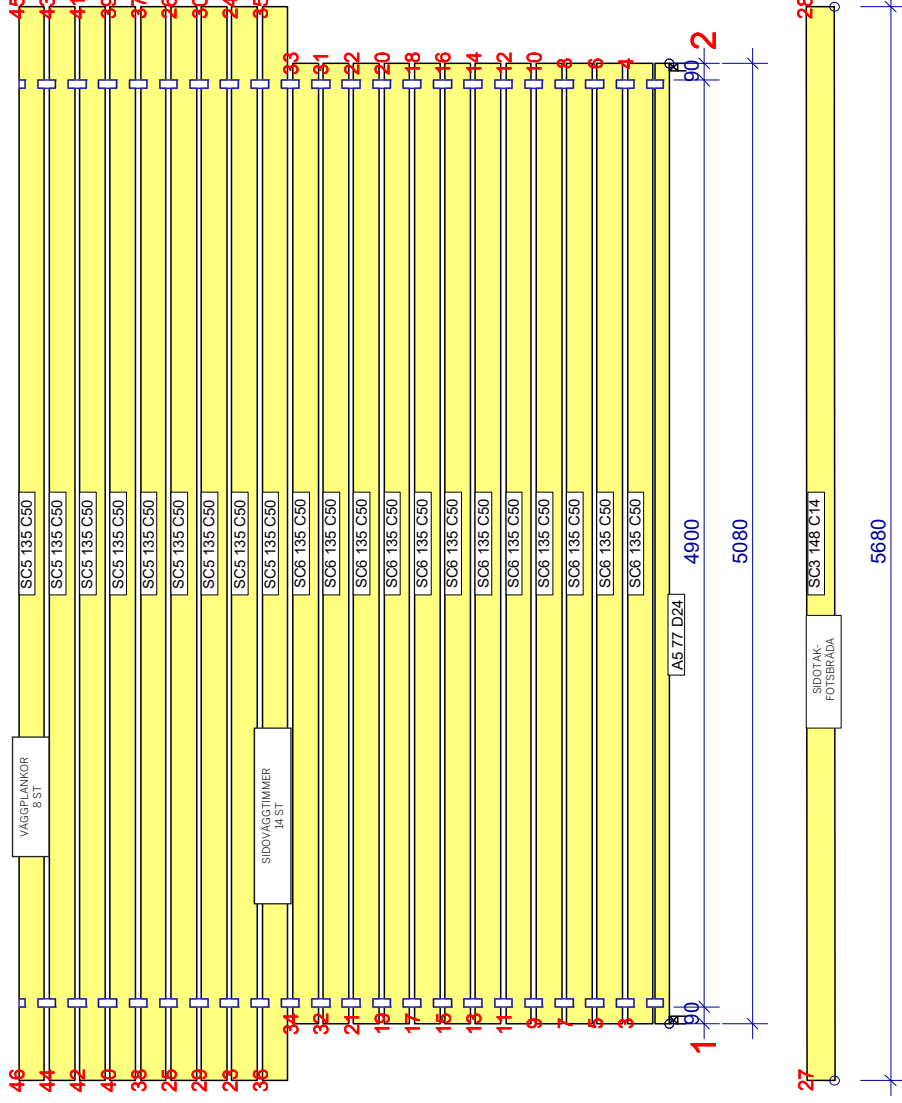 45
43
41
39
37
26
30
24
35
33
31
22
20
18
16
14
12
10
8
6
4
2
90
28
SC5 135 C50
SC5 135 C50
SC5 135 C50
SC5 135 C50
SC5 135 C50
SC5 135 C50
SC5 135 C50
SC5 135 C50
SC5 135 C50
SC6 135 C50
SC6 135 C50
SC6 135 C50
SC6 135 C50
SC6 135 C50
SC6 135 C50
SC6 135 C50
SC6 135 C50
SC6 135 C50
SC6 135 C50
SC6 135 C50
SC6 135 C50
A5 77 D24
4900
5080
SC3 148 C14
5680
SIDOTAK-
FOTSBRÄDA
VÄGGPLANKOR
8 ST
SIDOVÄGGTIMMER
14 ST
46
44
42
40
38
25
29
23
36
34
32
21
19
17
15
13
11
9
7
5
3
1
90
27